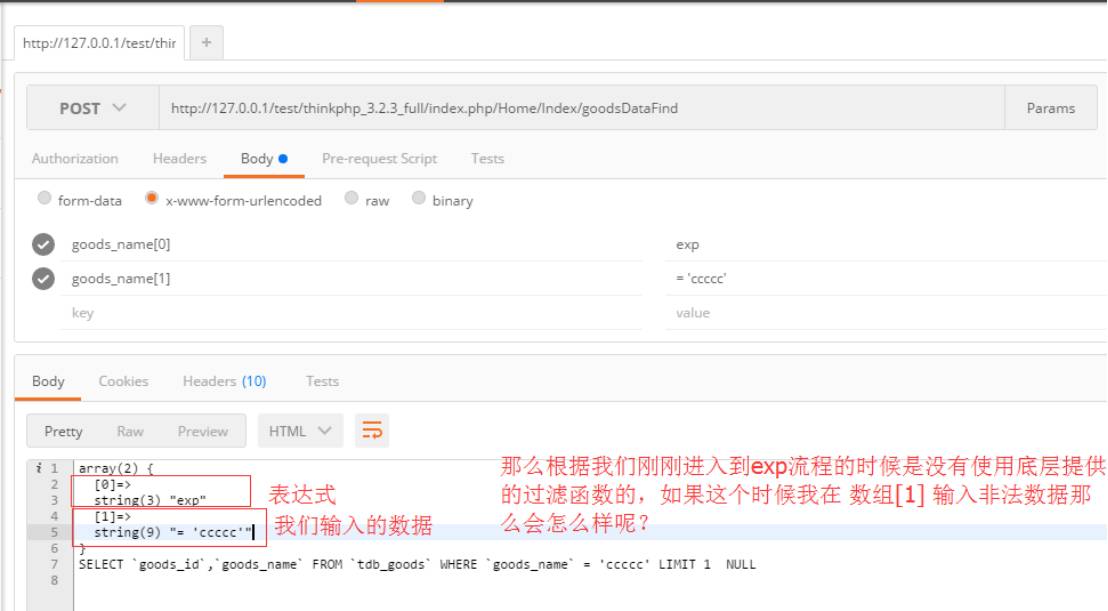 http://127.0.0.1/test/thir
+
POST
http://127.0.0.1/test/thinkphp_3.2.3_full/index.php/Home/Index/goodsDataFind
Params
Authorization
Headers
Body
Pre-request Script
Tests
form-data
x-www-form-urlencoded
raw
binary
goods_name[0]
exp
goods_name[1]
= 'ccccc'
key
value
Body
Cookies
Headers (10)
Tests
Pretty
Raw
Preview
HTML
i 1 array(2) {
2 [0]=>
3 string(3) "exp"
表达式
4 [1]=>
5 string(9) "= 'ccccc'"
我们输入的数据
6 }
7 SELECT `goods_id`,`goods_name` FROM `tdb_goods` WHERE `goods_name` = 'ccccc' LIMIT 1 NULL
8
那么根据我们刚刚进入到exp流程的时候是没有使用底层提供
的过滤函数的，如果这个时候我在 数组[1] 输入非法数据那
么会怎么样呢？